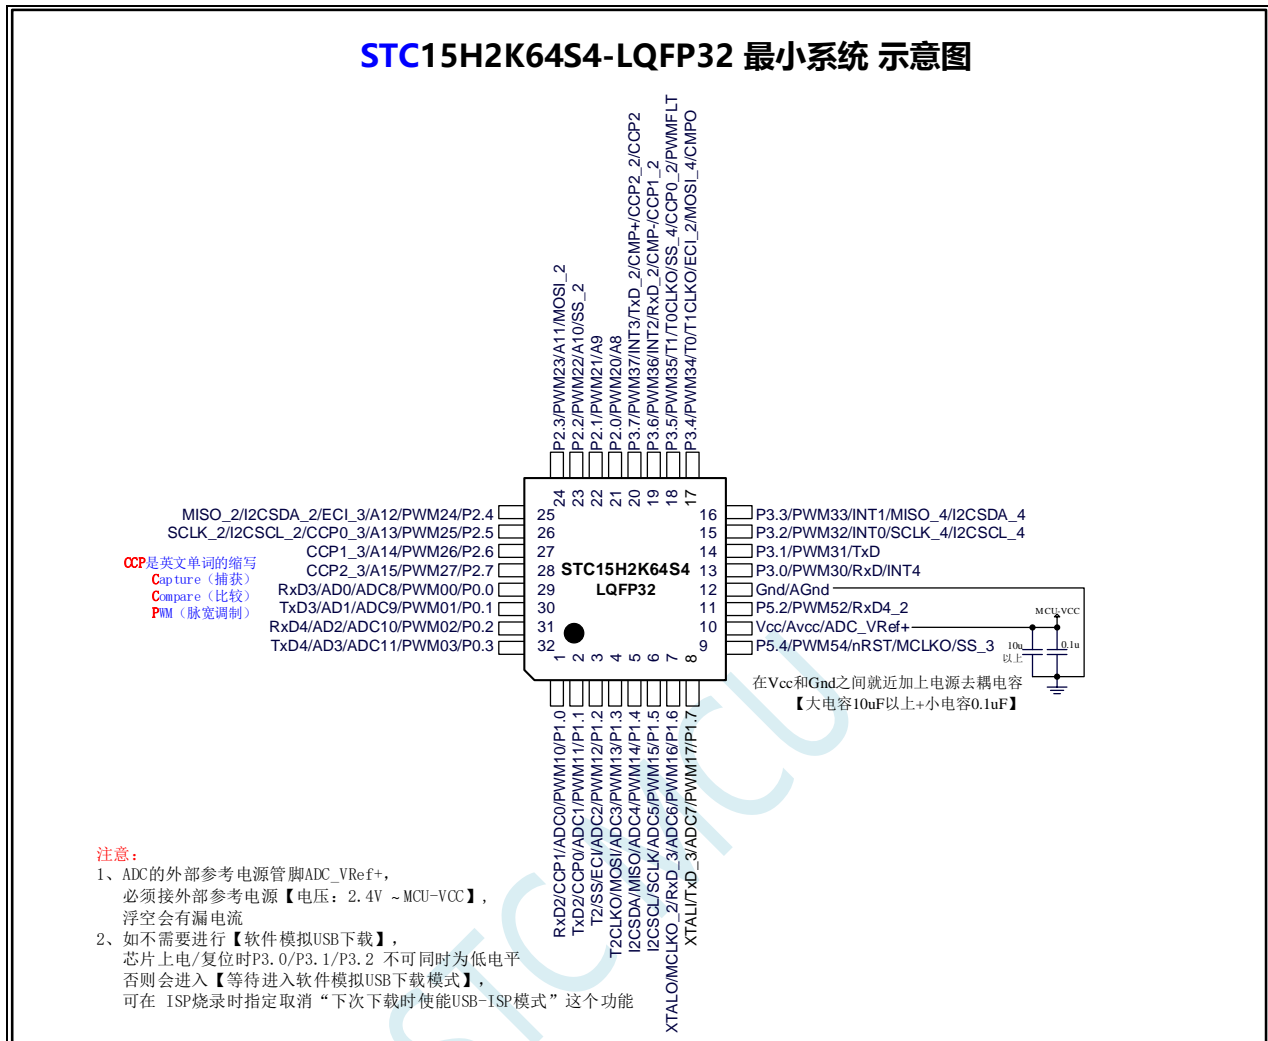 STC15H2K64S4-LQFP32 最小系统 示意图
P2.3/PWM23/A11/MOSI_2
P2.2/PWM22/A10/SS_2
P2.1/PWM21/A9
P2.0/PWM20/A8
P3.7/PWM37/INT3/TxD_2/CMP+/CCP2_2/CCP2
P3.6/PWM36/INT2/RxD_2/CMP-/CCP1_2
P3.5/PWM35/T1/T0CLKO/SS_4/CCP0_2/PWMFLT
P3.4/PWM34/T0/T1CLKO/ECI_2/MOSI_4/CMPO
24 23 22 21 20 19 18 17
MISO_2/I2CSDA_2/ECI_3/A12/PWM24/P2.4 25
SCLK_2/I2CSCL_2/CCP0_3/A13/PWM25/P2.5 26
CCP1_3/A14/PWM26/P2.6 27
CCP2_3/A15/PWM27/P2.7 28
RxD3/AD0/ADC8/PWM00/P0.0 29
TxD3/AD1/ADC9/PWM01/P0.1 30
RxD4/AD2/ADC10/PWM02/P0.2 31
TxD4/AD3/ADC11/PWM03/P0.3 32
STC15H2K64S4
LQFP32
16 P3.3/PWM33/INT1/MISO_4/I2CSDA_4
15 P3.2/PWM32/INT0/SCLK_4/I2CSCL_4
14 P3.1/PWM31/TxD
13 P3.0/PWM30/RxD/INT4
12 Gnd/AGnd
11 P5.2/PWM52/RxD4_2
10 Vcc/Avcc/ADC_VRef+
9 P5.4/PWM54/nRST/MCLKO/SS_3
MCU-VCC
10u
以上
0.1u
在Vcc和Gnd之间就近加上电源去耦电容
【大电容10uF以上+小电容0.1uF】
CCP是英文单词的缩写
Capture（捕获）
Compare（比较）
PWM（脉宽调制）
1 2 3 4 5 6 7 8
RxD2/CCP1/ADC0/PWM10/P1.0
TxD2/CCP0/ADC1/PWM11/P1.1
T2/SS/ECI/ADC2/PWM12/P1.2
T2CLKO/MOSI/ADC3/PWM13/P1.3
I2CSDA/MISO/ADC4/PWM14/P1.4
I2CSCL/SCLK/ADC5/PWM15/P1.5
XTALO/MCLKO_2/RxD_3/ADC6/PWM16/P1.6
XTALI/TxD_3/ADC7/PWM17/P1.7
注意：
1、ADC的外部参考电源管脚ADC_VRef+，
必须接外部参考电源【电压：2.4V ~MCU-VCC】，
浮空会有漏电流
2、如不需要进行【软件模拟USB下载】，
芯片上电/复位时P3.0/P3.1/P3.2 不可同时为低电平
否则会进入【等待进入软件模拟USB下载模式】，
可在 ISP烧录时指定取消“下次下载时使能USB-ISP模式”这个功能
STCMCU